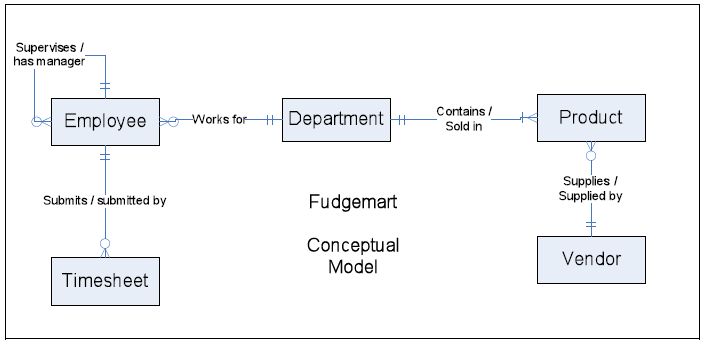 Supervises /
has manager
Employee
Works for
Department
Contains /
Sold in
Product
Submits / submitted by
Supplies /
Supplied by
Fudgemart
Conceptual
Model
Timesheet
Vendor